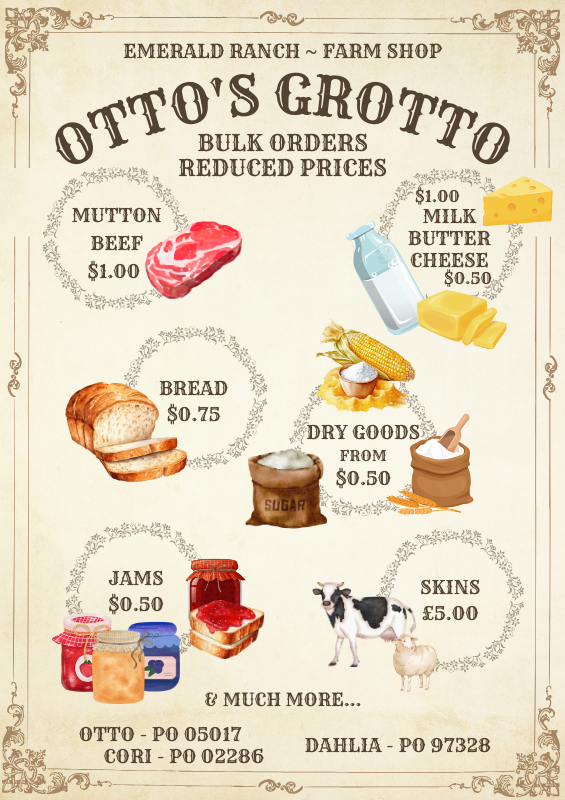 EMERALD RANCH ~ FARM SHOP
OTTO'S GROTTO
BULK ORDERS
REDUCED PRICES
MUTTON
BEEF
$1.00
$1.00
MILK
BUTTER
CHEESE
$0.50
BREAD
$0.75
DRY GOODS
FROM
$0.50
SUGAR
JAMS
$0.50
SKINS
£5.00
& MUCH MORE...
OTTO - PO 05017
CORI - PO 02286
DAHLIA - PO 97328